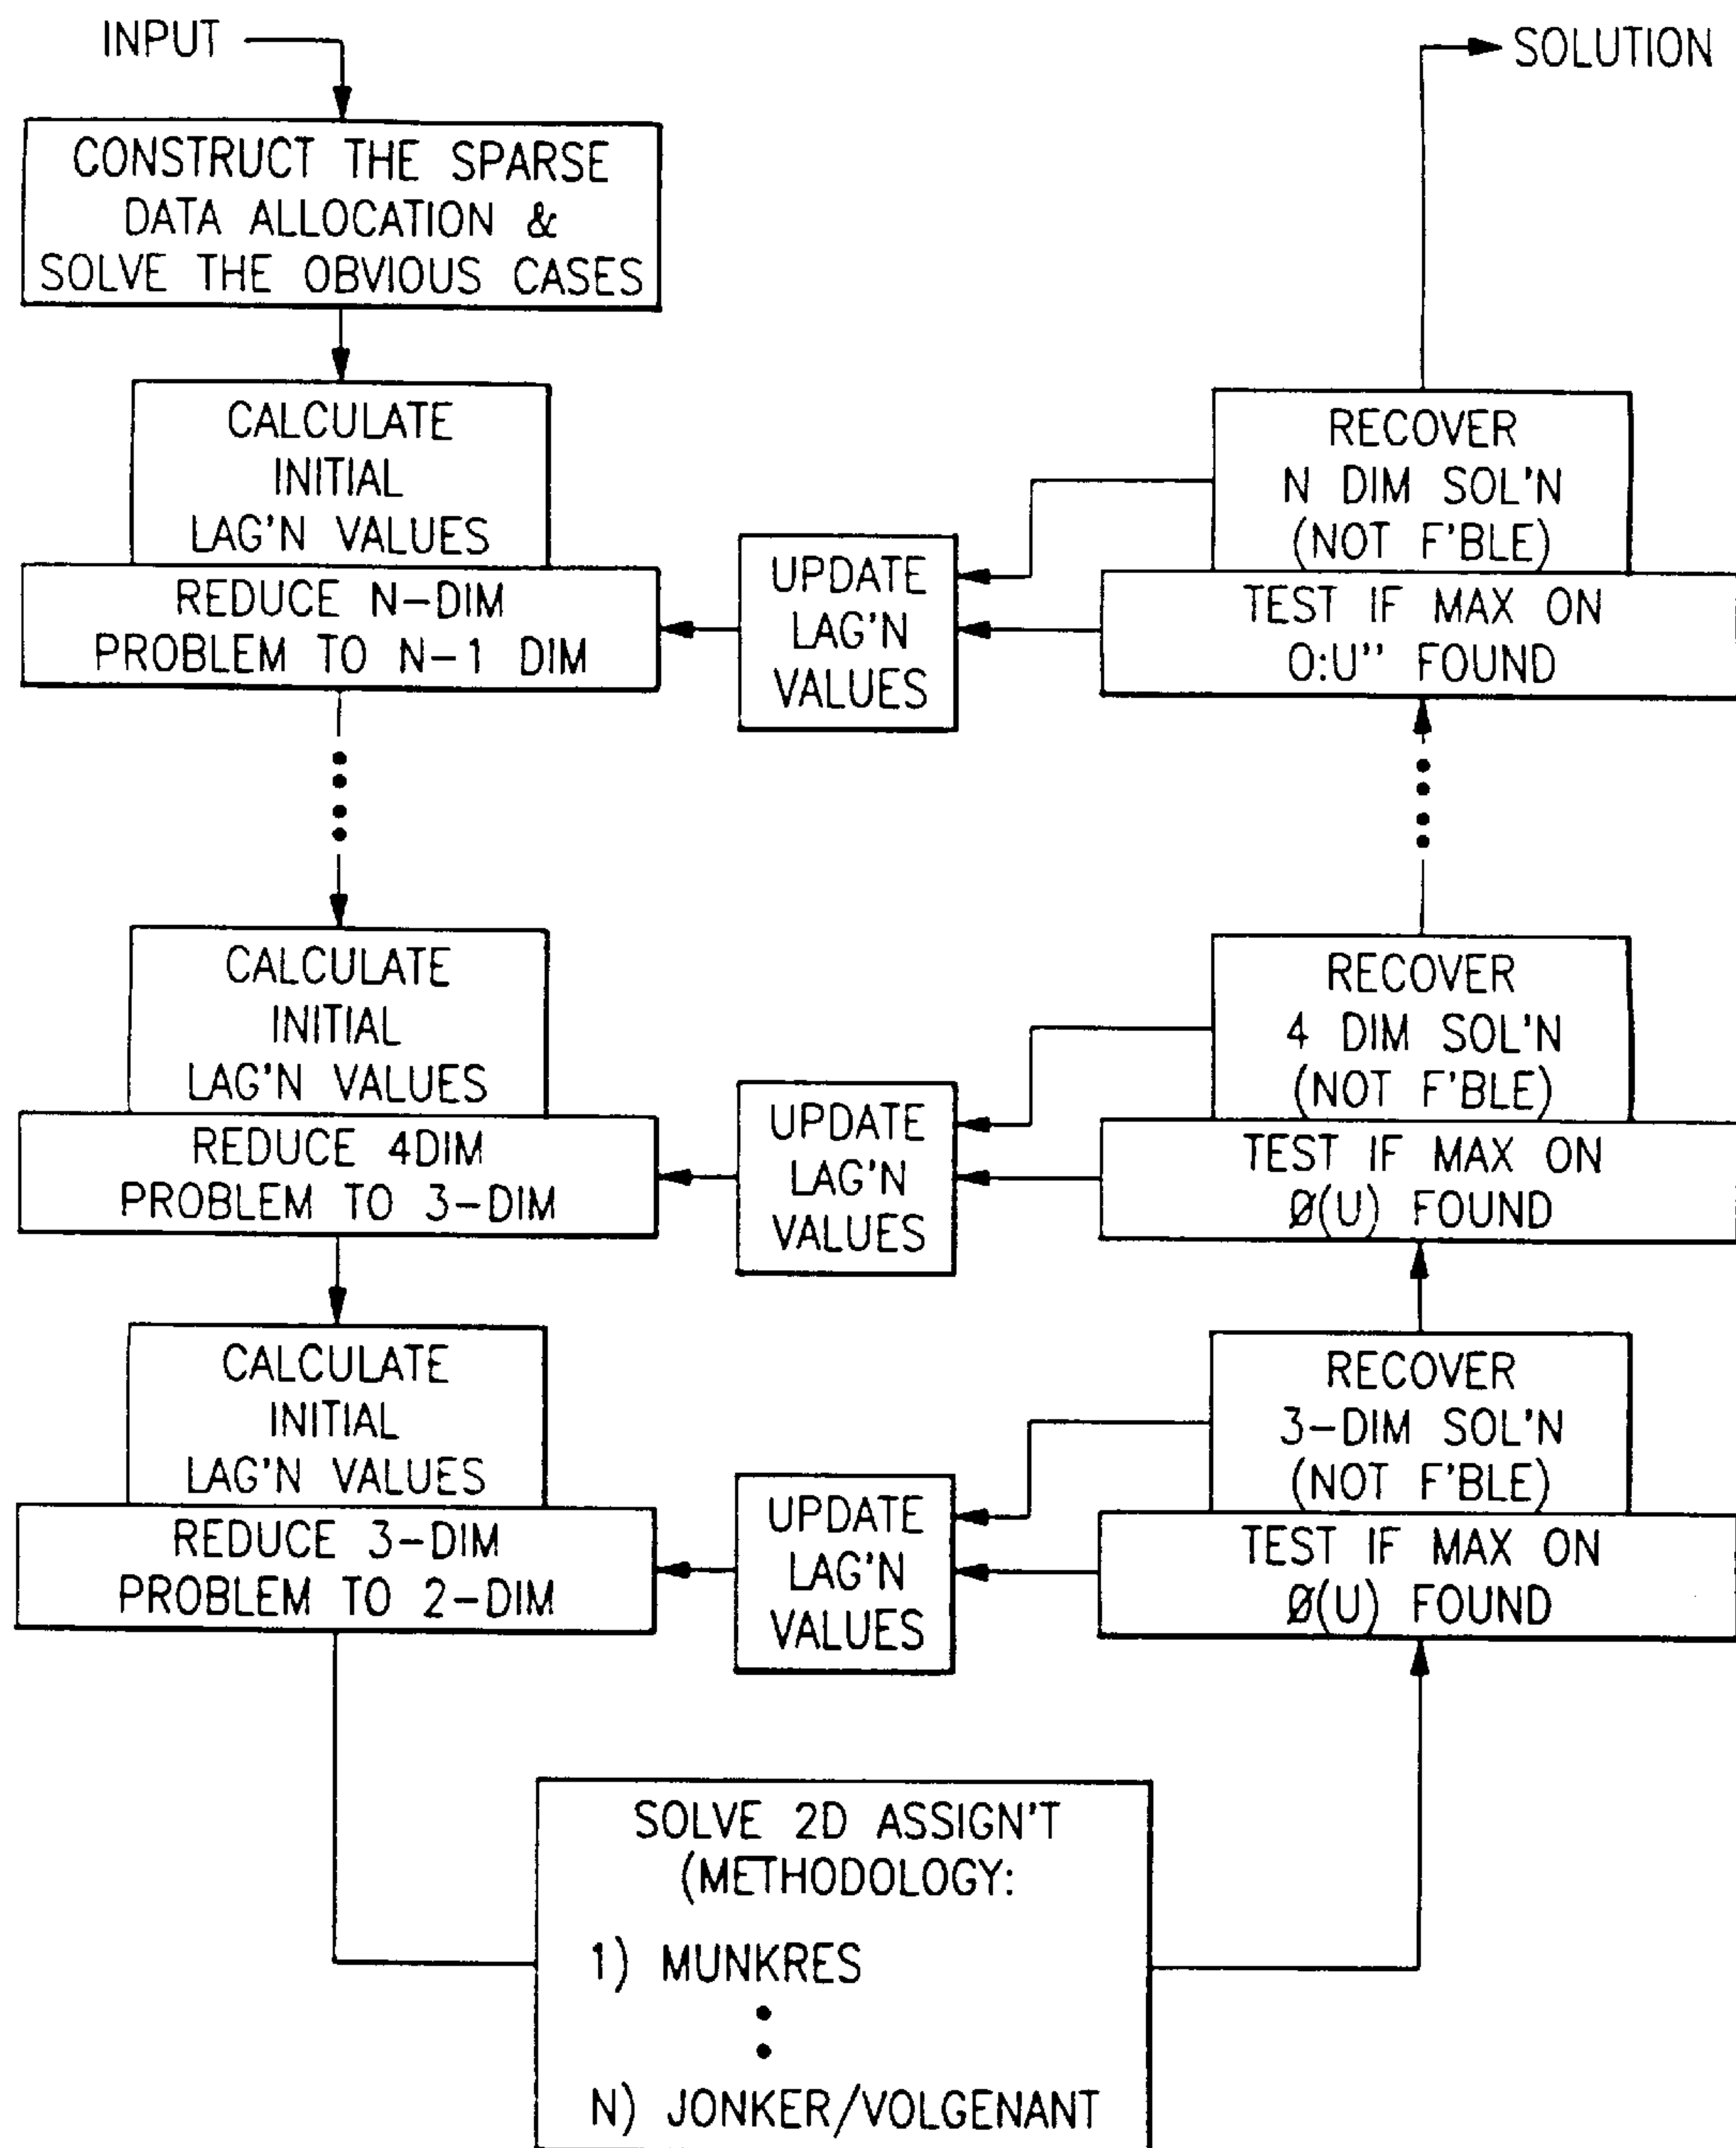 INPUT
SOLUTION
CONSTRUCT THE SPARSE
DATA ALLOCATION &
SOLVE THE OBVIOUS CASES
CALCULATE
INITIAL
LAG'N VALUES
REDUCE N-DIM
PROBLEM TO N-1 DIM
UPDATE
LAG'N
VALUES
RECOVER
N DIM SOL'N
(NOT F'BLE)
TEST IF MAX ON
O:U" FOUND
CALCULATE
INITIAL
LAG'N VALUES
REDUCE 4DIM
PROBLEM TO 3-DIM
UPDATE
LAG'N
VALUES
RECOVER
4 DIM SOL'N
(NOT F'BLE)
TEST IF MAX ON
Ø(U) FOUND
CALCULATE
INITIAL
LAG'N VALUES
REDUCE 3-DIM
PROBLEM TO 2-DIM
UPDATE
LAG'N
VALUES
RECOVER
3-DIM SOL'N
(NOT F'BLE)
TEST IF MAX ON
Ø(U) FOUND
SOLVE 2D ASSIGN'T
(METHODOLOGY:
1) MUNKRES
N) JONKER/VOLGENANT